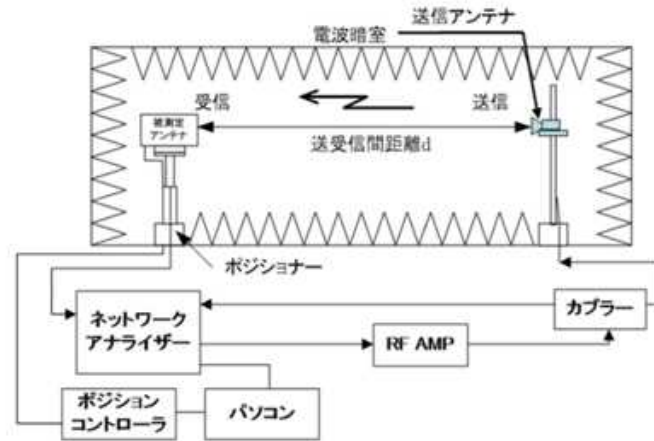 送信アンテナ
電波暗室
受信
送信
被測定
アンテナ
送受信間距離d
ポジショナー
ネットワーク
アナライザー
カプラー
RF AMP
ポジション
コントローラ
パソコン